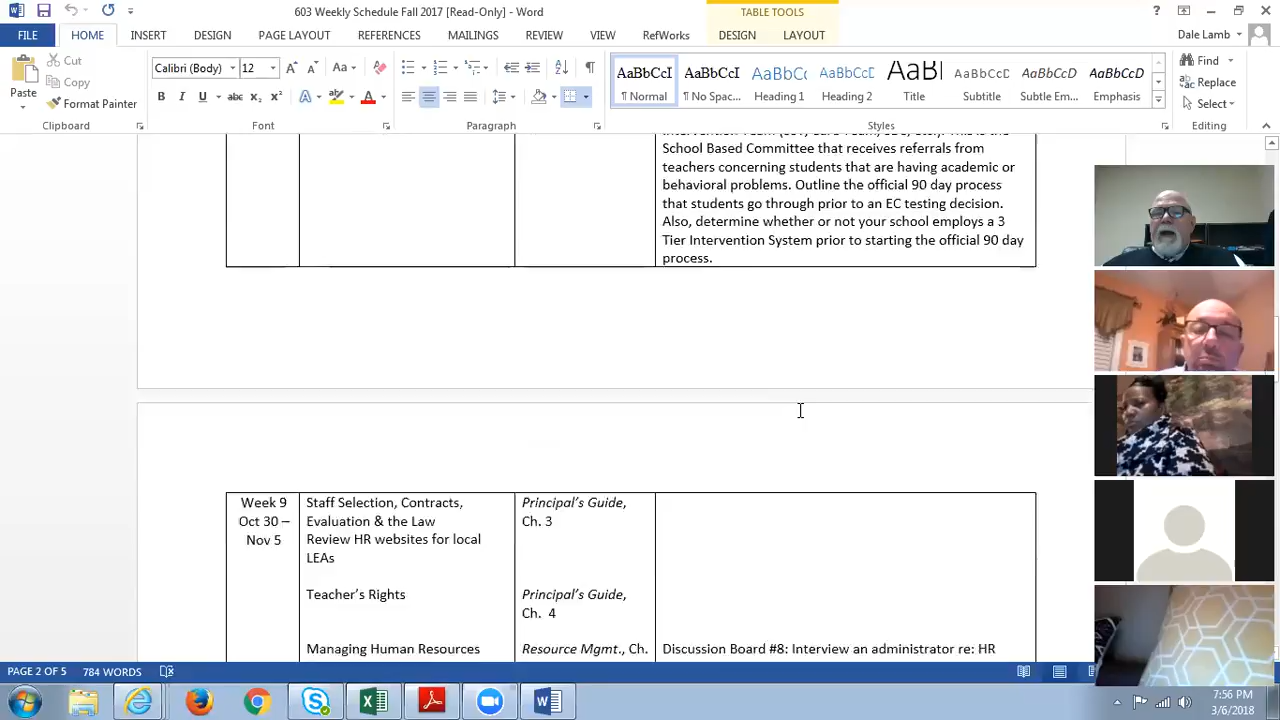 603 Weekly Schedule Fall 2017 [Read-Only] - Word
TABLE TOOLS
FILE HOME INSERT DESIGN PAGE LAYOUT REFERENCES MAILINGS REVIEW VIEW RefWorks DESIGN LAYOUT
Dale Lamb
Paste
Cut
Copy
Format Painter
Clipboard
Calibri (Body) 12
Font
Paragraph
¶ Normal
¶ No Spac...
Heading 1
Heading 2
Title
Subtitle
Subtle Em...
Emphasis
Styles
Find
Replace
Select
Editing
School Based Committee that receives referrals from
teachers concerning students that are having academic or
behavioral problems. Outline the official 90 day process
that students go through prior to an EC testing decision.
Also, determine whether or not your school employs a 3
Tier Intervention System prior to starting the official 90 day
process.
Week 9
Oct 30 –
Nov 5
Staff Selection, Contracts,
Evaluation & the Law
Review HR websites for local
LEAs
Teacher's Rights
Managing Human Resources
Principal's Guide,
Ch. 3
Principal's Guide,
Ch. 4
Resource Mgmt., Ch.
Discussion Board #8: Interview an administrator re: HR
PAGE 2 OF 5 784 WORDS
7:56 PM
3/6/2018